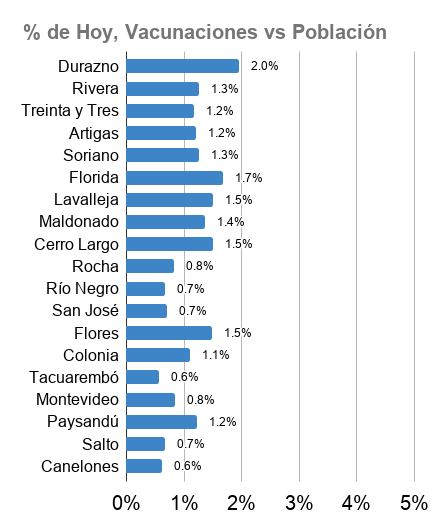 % de Hoy, Vacunaciones vs Población
Durazno 2.0%
Rivera 1.3%
Treinta y Tres 1.2%
Artigas 1.2%
Soriano 1.3%
Florida 1.7%
Lavalleja 1.5%
Maldonado 1.4%
Cerro Largo 1.5%
Rocha 0.8%
Río Negro 0.7%
San José 0.7%
Flores 1.5%
Colonia 1.1%
Tacuarembó 0.6%
Montevideo 0.8%
Paysandú 1.2%
Salto 0.7%
Canelones 0.6%
0% 1% 2% 3% 4% 5%